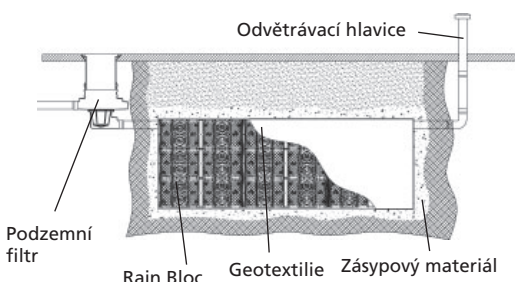 Odvětrávací hlavice
Podzemní
filtr
Rain Bloc
Geotextilie
Zásypový materiál